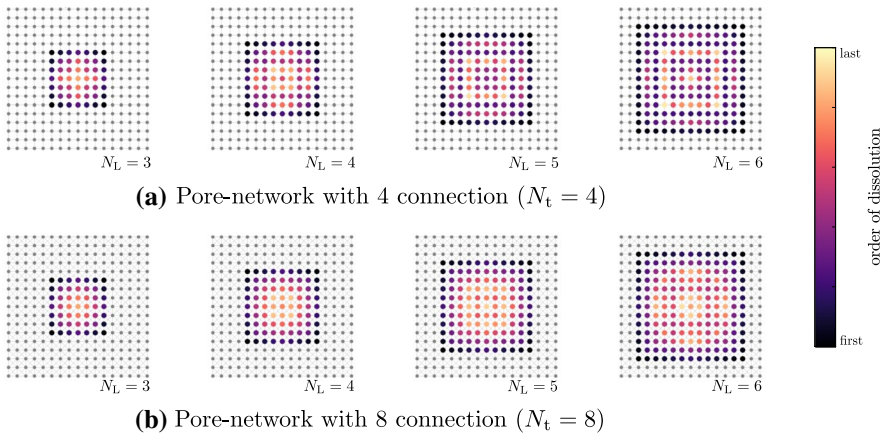 N_L = 3
N_L = 4
N_L = 5
N_L = 6
(a) Pore-network with 4 connection (N_t = 4)
N_L = 3
N_L = 4
N_L = 5
N_L = 6
(b) Pore-network with 8 connection (N_t = 8)
last
first
order of dissolution